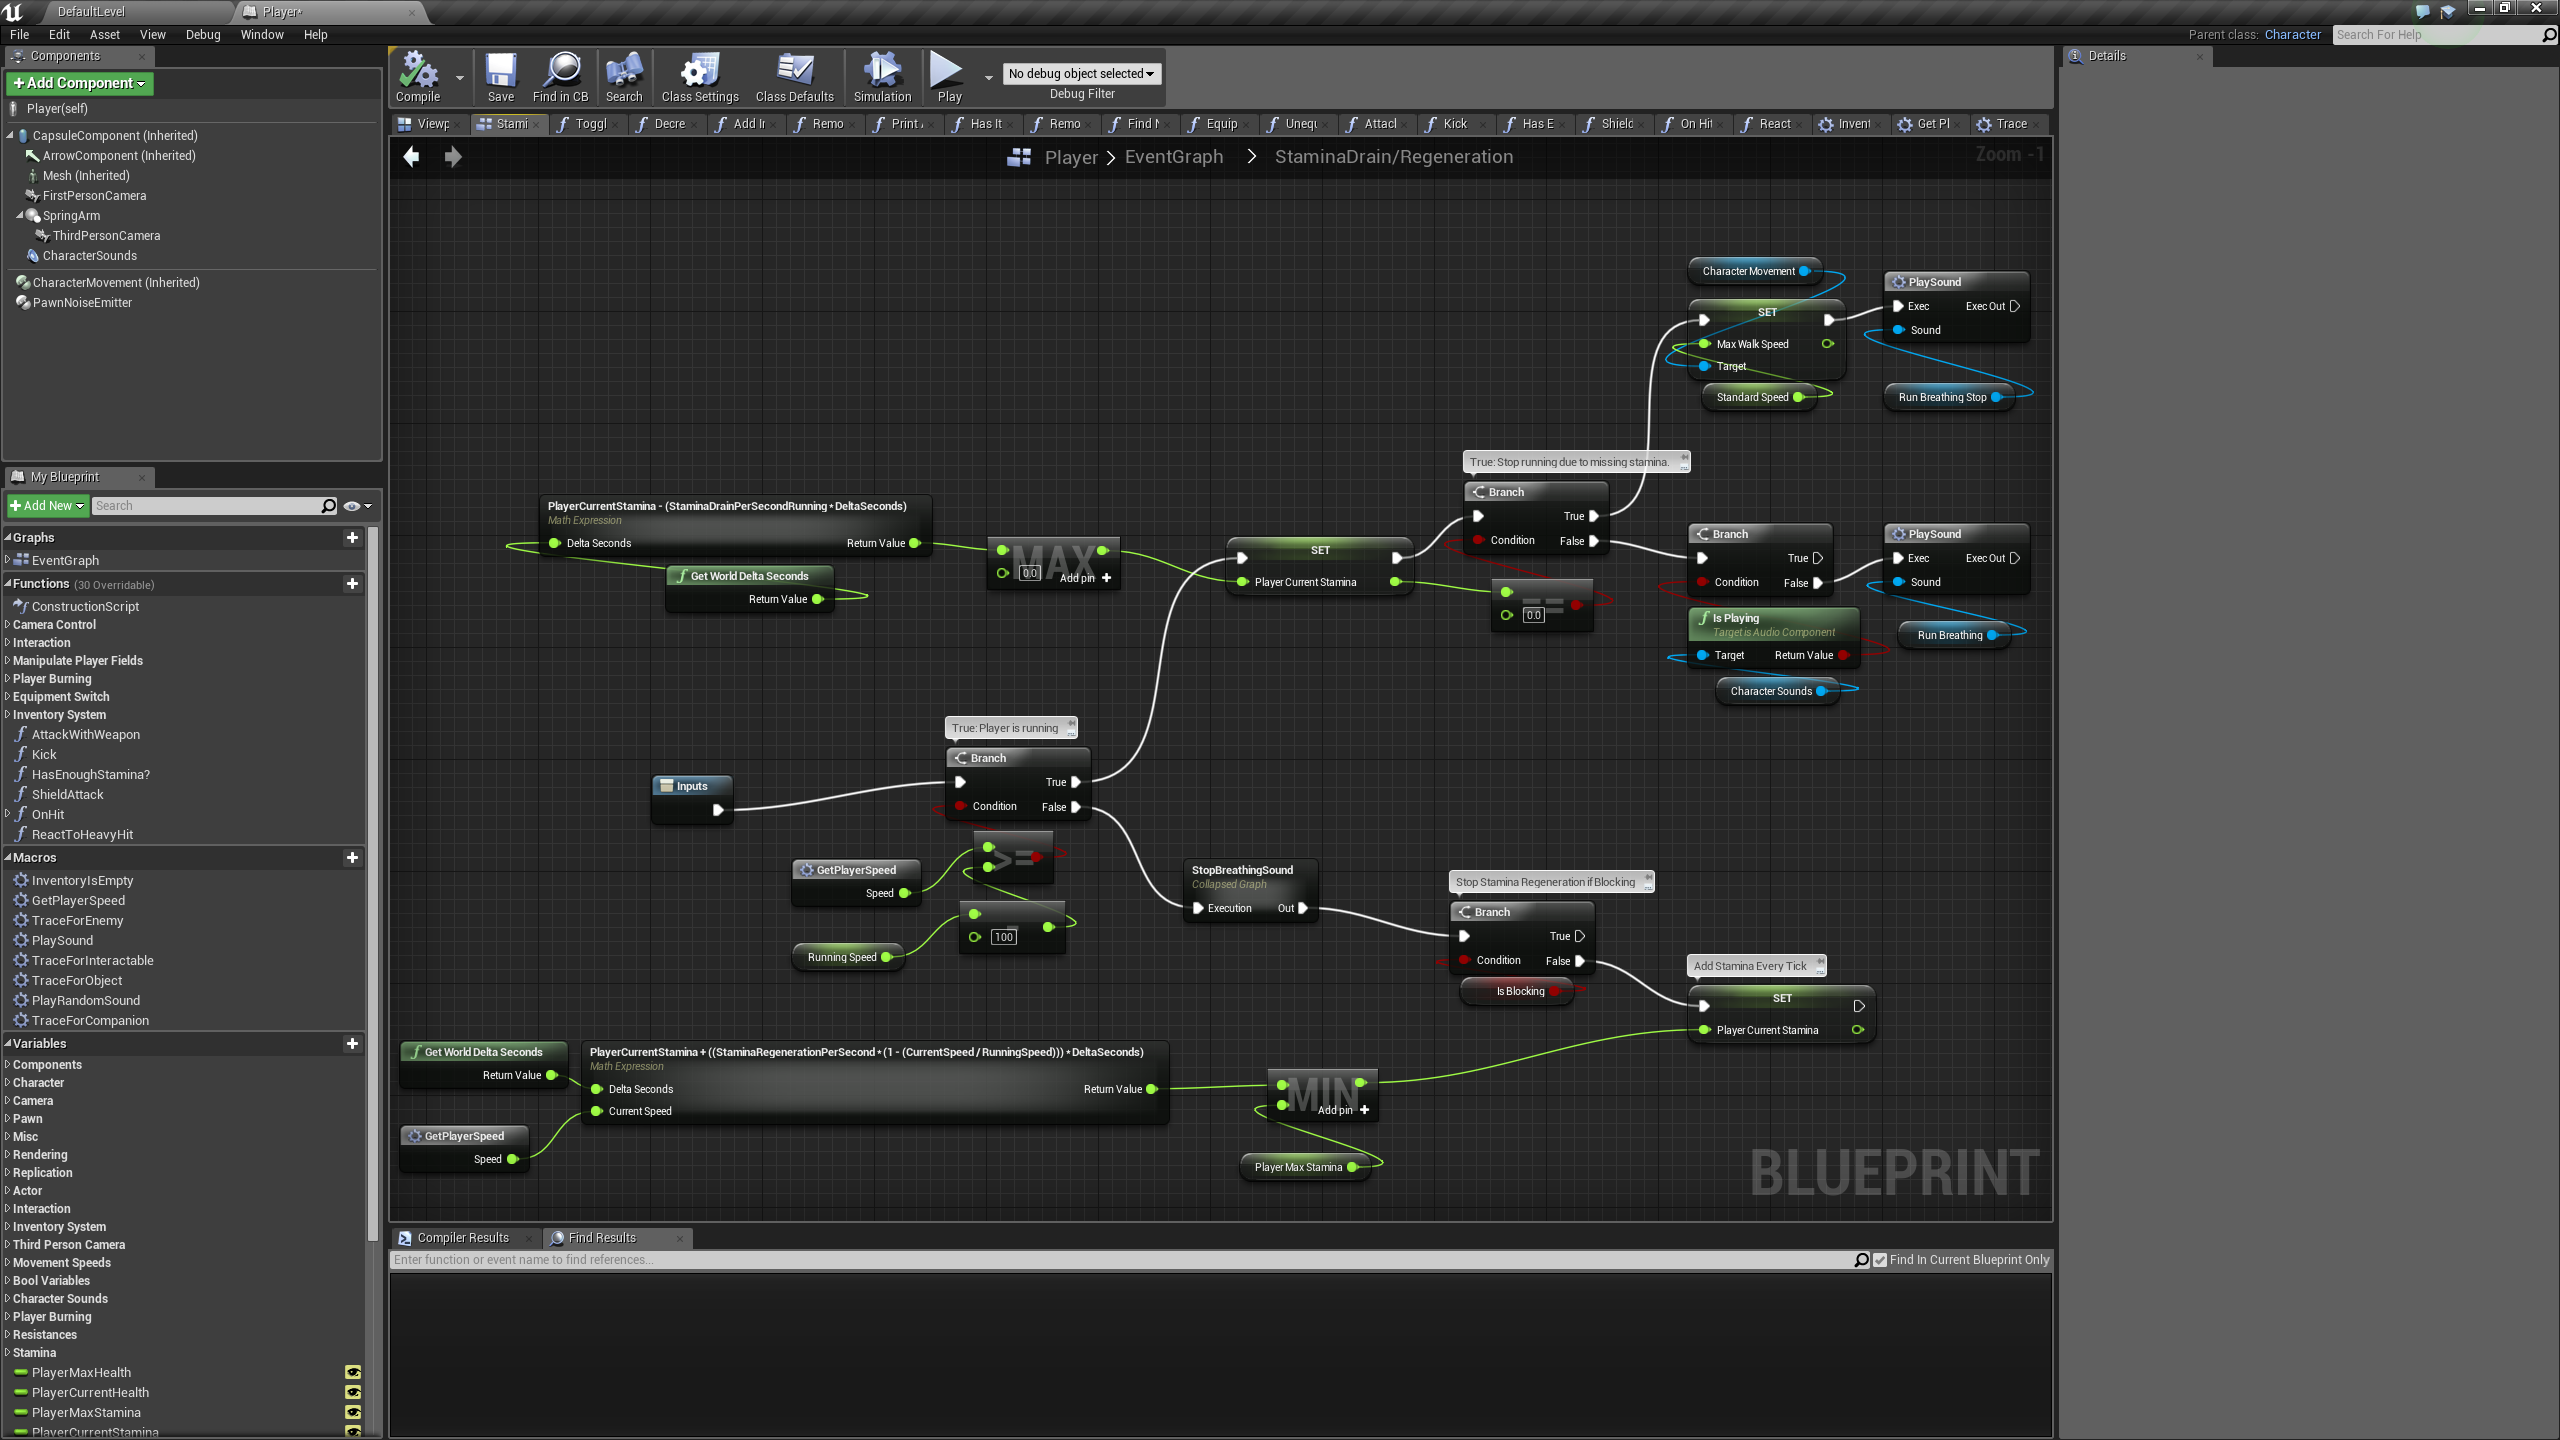 DefaultLevel
Player*
File Edit Asset View Debug Window Help
Parent class: Character
Search For Help
Components
Add Component
Player(self)
CapsuleComponent (Inherited)
ArrowComponent (Inherited)
Mesh (Inherited)
FirstPersonCamera
SpringArm
ThirdPersonCamera
CharacterSounds
CharacterMovement (Inherited)
PawnNoiseEmitter
My Blueprint
Add New
Search
Graphs
EventGraph
Functions (30 Overridable)
ConstructionScript
Camera Control
Interaction
Manipulate Player Fields
Player Burning
Equipment Switch
Inventory System
AttackWithWeapon
Kick
HasEnoughStamina?
ShieldAttack
OnHit
ReactToHeavyHit
Macros
InventoryIsEmpty
GetPlayerSpeed
TraceForEnemy
PlaySound
TraceForInteractable
TraceForObject
PlayRandomSound
TraceForCompanion
Variables
Components
Character
Camera
Pawn
Misc
Rendering
Replication
Actor
Interaction
Inventory System
Third Person Camera
Movement Speeds
Bool Variables
Character Sounds
Player Burning
Resistances
Stamina
PlayerMaxHealth
PlayerCurrentHealth
PlayerMaxStamina
PlayerCurrentStamina
Compile
Save
Find in CB
Search
Class Settings
Class Defaults
Simulation
Play
No debug object selected
Debug Filter
Viewp Stami Toggl Decre Add Ir Remo Print Has It Remo Find N Equip Unequ Attacl Kick Has E Shield On Hit React Invent Get Pl Trace
Player > EventGraph > StaminaDrain/Regeneration
Zoom -1
Character Movement
SET
Max Walk Speed
Target
Standard Speed
PlaySound
Exec Exec Out
Sound
Run Breathing Stop
True: Stop running due to missing stamina.
Branch
True
Condition False
PlayerCurrentStamina - (StaminaDrainPerSecondRunning * DeltaSeconds)
Math Expression
Delta Seconds Return Value
Get World Delta Seconds
Return Value
MAX
0.0
Add pin
SET
Player Current Stamina
==
0.0
Branch
True
Condition False
PlaySound
Exec Exec Out
Sound
Is Playing
Target is Audio Component
Target Return Value
Run Breathing
Character Sounds
True: Player is running
Branch
True
Condition False
Inputs
GetPlayerSpeed
Speed
>=
-
100
Running Speed
StopBreathingSound
Collapsed Graph
Execution Out
Stop Stamina Regeneration if Blocking
Branch
True
Condition False
Is Blocking
Add Stamina Every Tick
SET
Player Current Stamina
Get World Delta Seconds
Return Value
PlayerCurrentStamina + ((StaminaRegenerationPerSecond * (1 - (CurrentSpeed / RunningSpeed))) * DeltaSeconds)
Math Expression
Delta Seconds Return Value
Current Speed
GetPlayerSpeed
Speed
MIN
Add pin
Player Max Stamina
BLUEPRINT
Compiler Results
Find Results
Enter function or event name to find references...
Find In Current Blueprint Only
Details